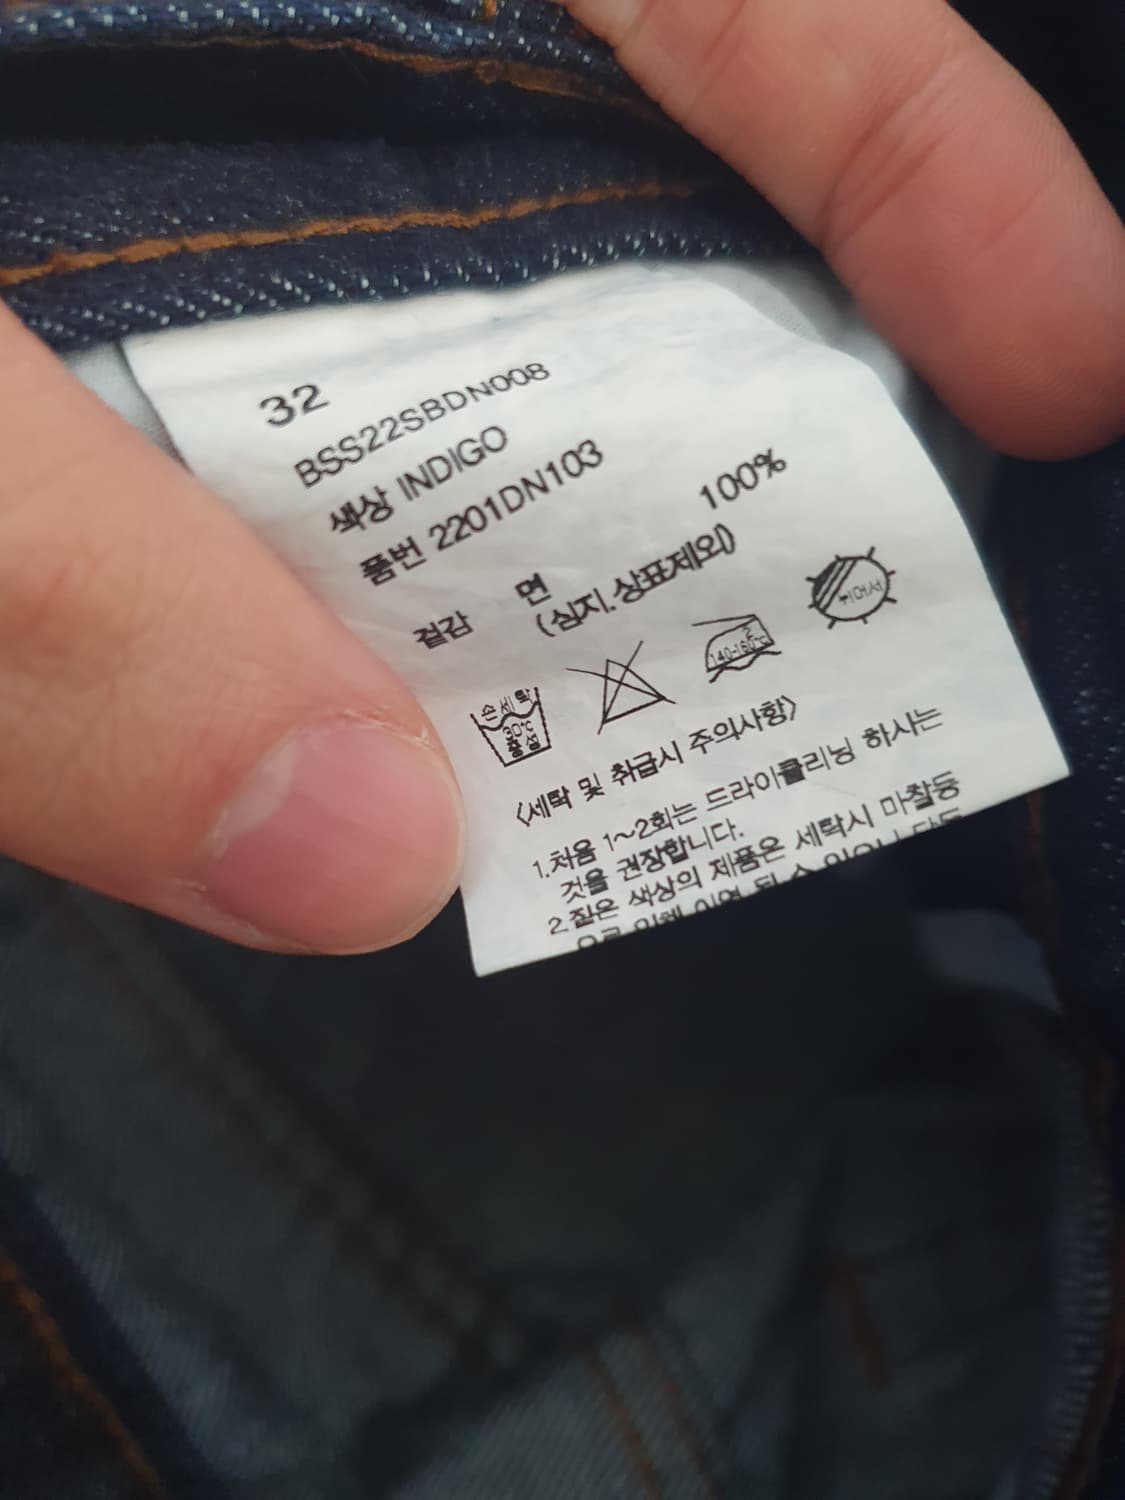 32
BSS22SBDN008
색상 INDIGO
품번 2201DN103
겉감 면 100%
(심지.상표제외)
손세탁
30℃
중성
2
140-160℃
뉘어서
<세탁 및 취급시 주의사항>
1.처음 1~2회는 드라이클리닝 하시는
것을 권장합니다.
2.짙은 색상의 제품은 세탁시 마찰등